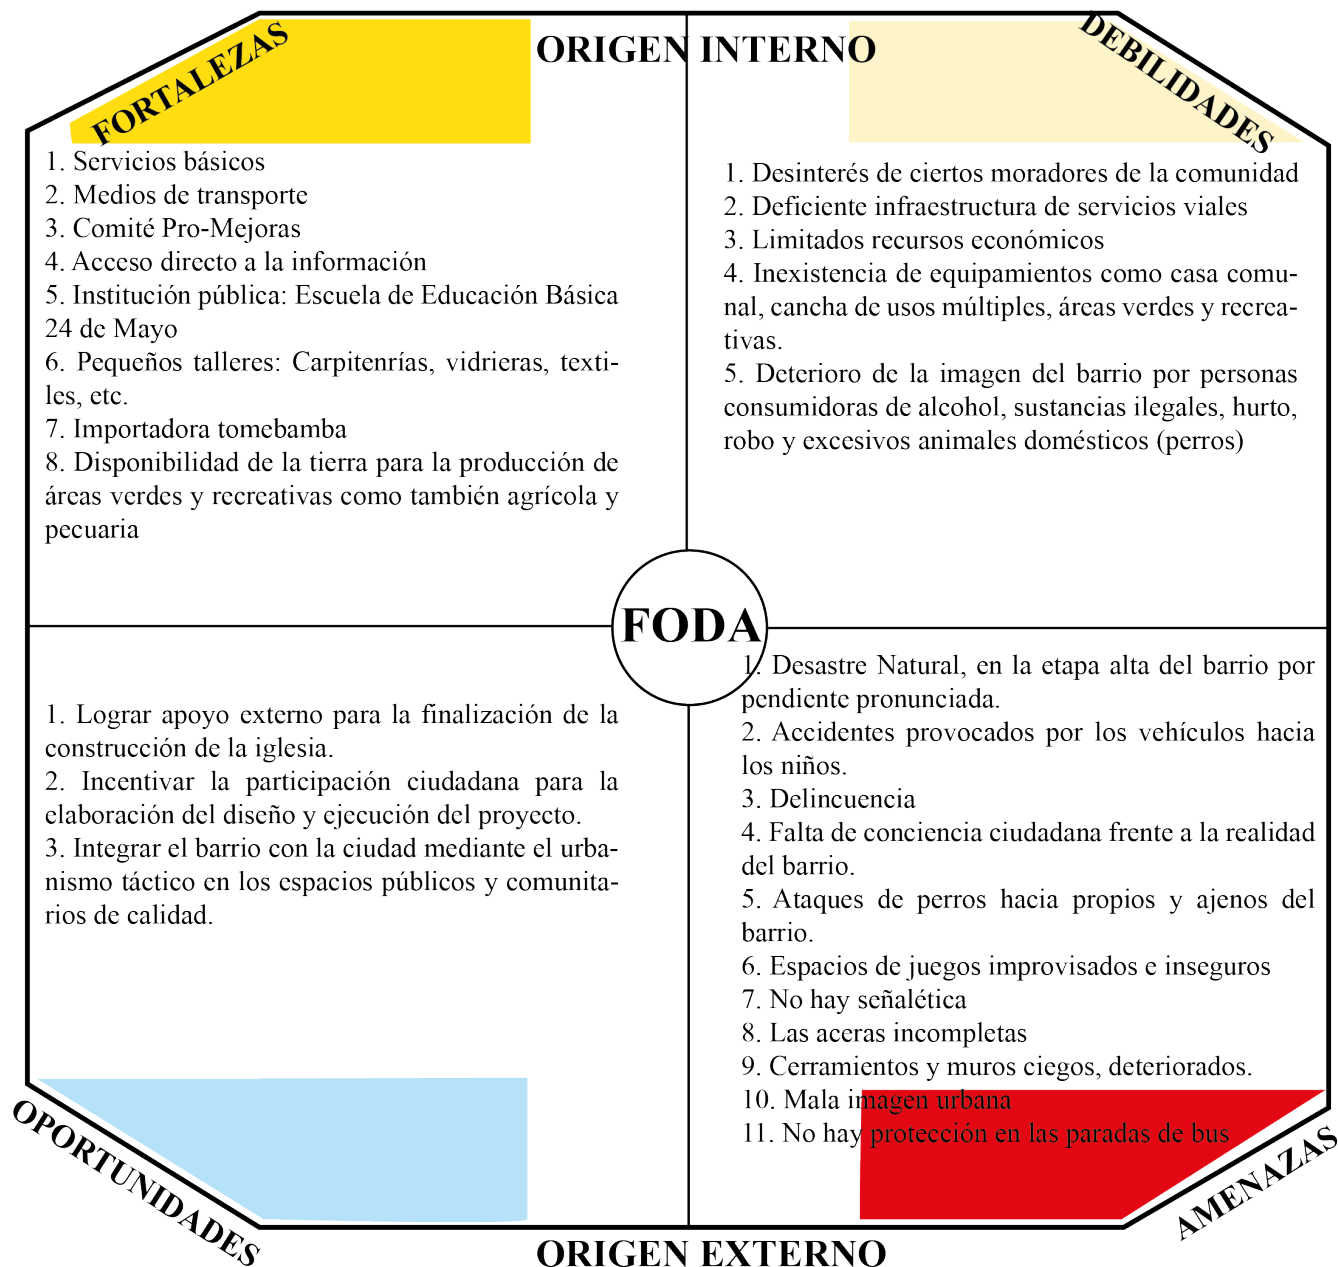 ORIGEN INTERNO
FORTALEZAS
1. Servicios básicos
2. Medios de transporte
3. Comité Pro-Mejoras
4. Acceso directo a la información
5. Institución pública: Escuela de Educación Básica
24 de Mayo
6. Pequeños talleres: Carpitenrías, vidrieras, texti-
les, etc.
7. Importadora tomebamba
8. Disponibilidad de la tierra para la producción de
áreas verdes y recreativas como también agrícola y
pecuaria
DEBILIDADES
1. Desinterés de ciertos moradores de la comunidad
2. Deficiente infraestructura de servicios viales
3. Limitados recursos económicos
4. Inexistencia de equipamientos como casa comu-
nal, cancha de usos múltiples, áreas verdes y recrea-
tivas.
5. Deterioro de la imagen del barrio por personas
consumidoras de alcohol, sustancias ilegales, hurto,
robo y excesivos animales domésticos (perros)
FODA
1. Lograr apoyo externo para la finalización de la
construcción de la iglesia.
2. Incentivar la participación ciudadana para la
elaboración del diseño y ejecución del proyecto.
3. Integrar el barrio con la ciudad mediante el urba-
nismo táctico en los espacios públicos y comunita-
rios de calidad.
OPORTUNIDADES
1. Desastre Natural, en la etapa alta del barrio por
pendiente pronunciada.
2. Accidentes provocados por los vehículos hacia
los niños.
3. Delincuencia
4. Falta de conciencia ciudadana frente a la realidad
del barrio.
5. Ataques de perros hacia propios y ajenos del
barrio.
6. Espacios de juegos improvisados e inseguros
7. No hay señalética
8. Las aceras incompletas
9. Cerramientos y muros ciegos, deteriorados.
10. Mala imagen urbana
11. No hay protección en las paradas de bus
AMENAZAS
ORIGEN EXTERNO